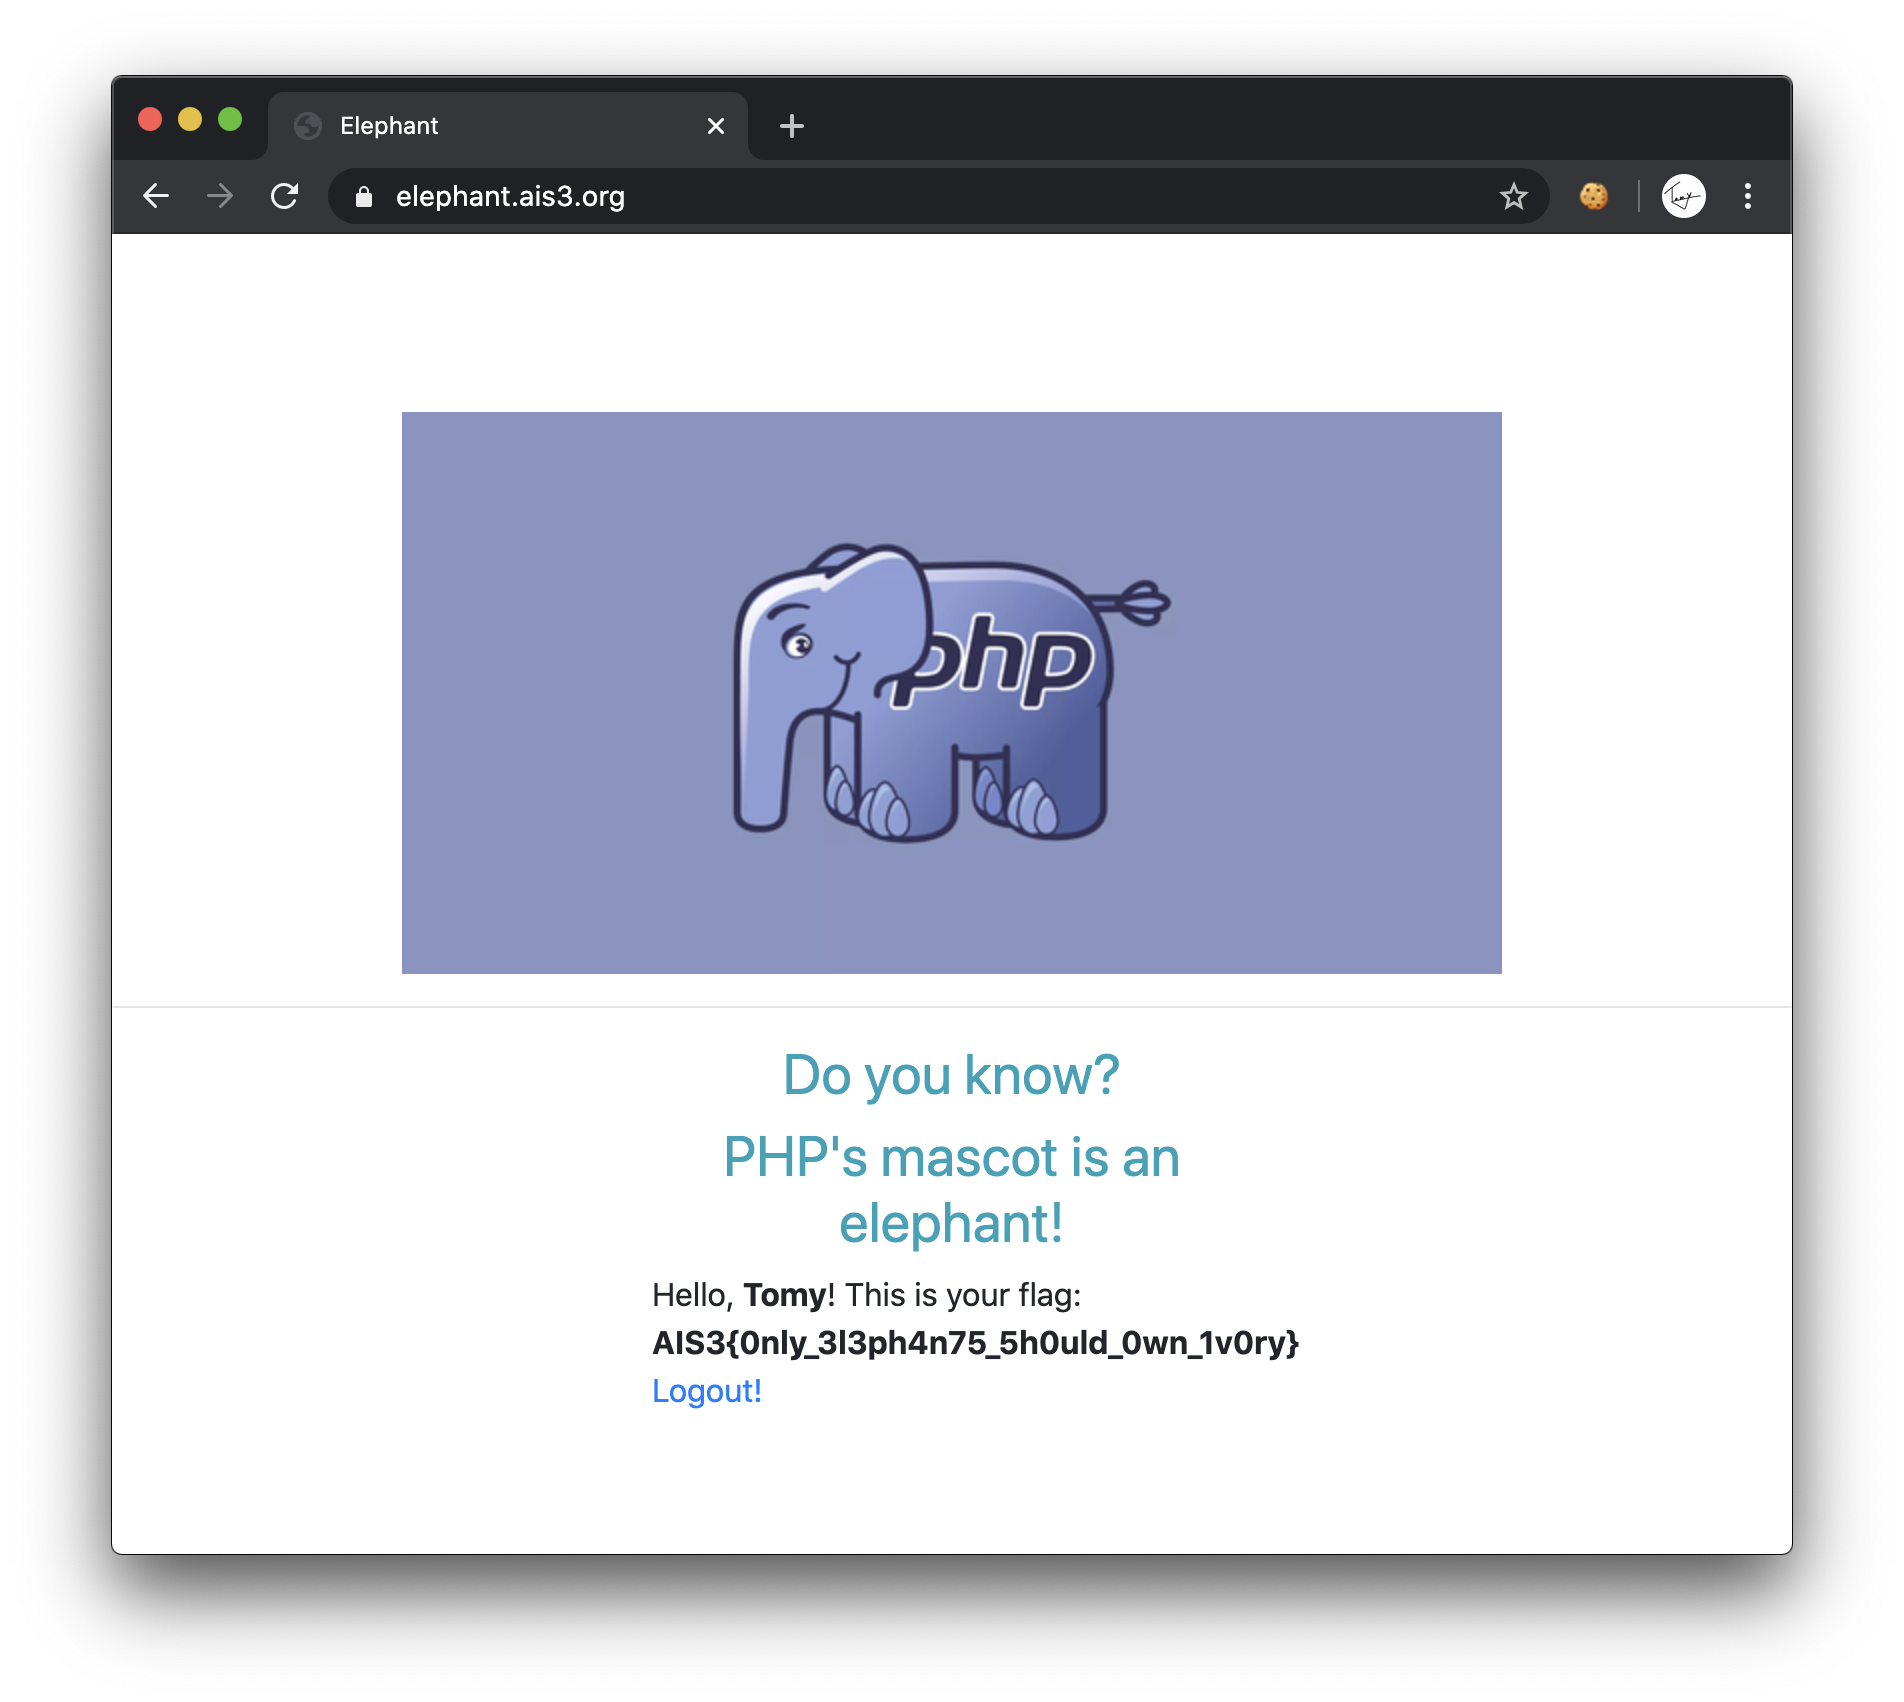 Elephant
elephant.ais3.org
php
Do you know?
PHP's mascot is an
elephant!
Hello, Tomy! This is your flag:
AIS3{0nly_3l3ph4n75_5h0uld_0wn_1v0ry}
Logout!